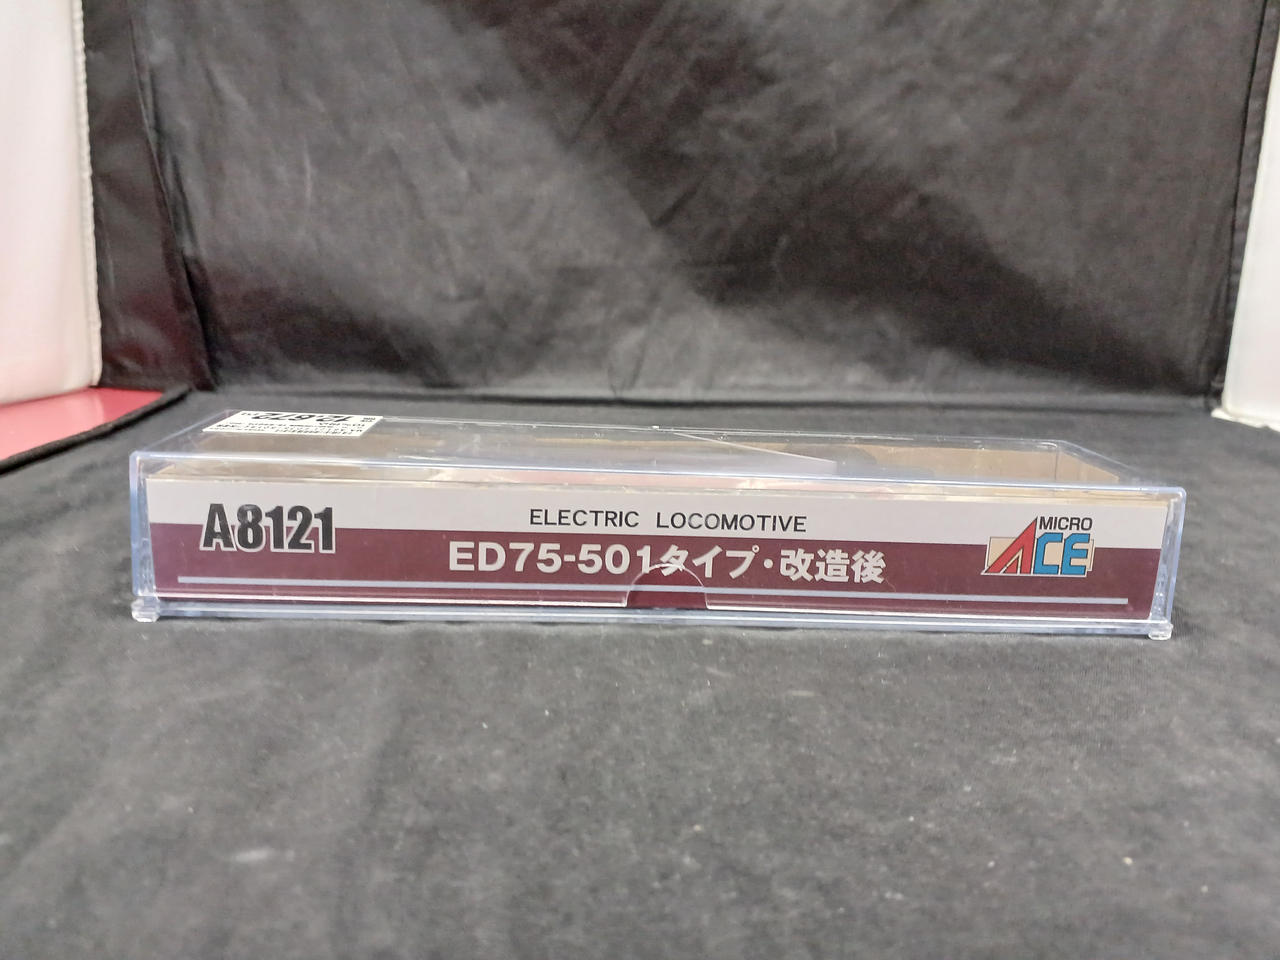 A8121
ELECTRIC LOCOMOTIVE
ED75-501タイプ・改造後
MICRO
ACE